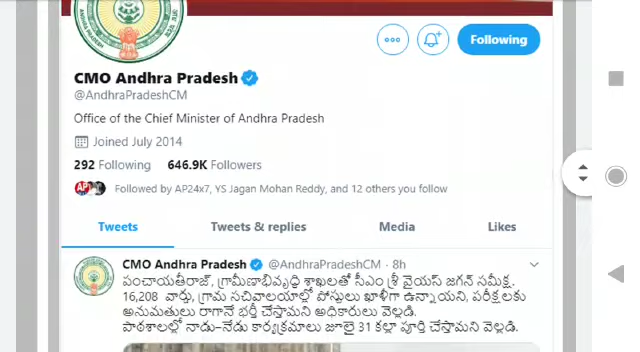 CMO Andhra Pradesh
@AndhraPradeshCM
Following
Office of the Chief Minister of Andhra Pradesh
Joined July 2014
292 Following 646.9K Followers
Followed by AP24x7, YS Jagan Mohan Reddy, and 12 others you follow
Tweets Tweets & replies Media Likes
CMO Andhra Pradesh @AndhraPradeshCM · 8h
పంచాయతీరాజ్, గ్రామీణాభివృద్ధి శాఖలతో సీఎం శ్రీ వైయస్ జగన్ సమీక్ష.
16,208 వార్డు, గ్రామ సచివాలయాల్లో పోస్టులు ఖాళీగా ఉన్నాయని, పరీక్షలకు
అనుమతులు రాగానే భర్తీ చేస్తామని అధికారులు వెల్లడి.
పాఠశాలల్లో నాడు-నేడు కార్యక్రమాలు జూలై 31 కల్లా పూర్తి చేస్తామని వెల్లడి.